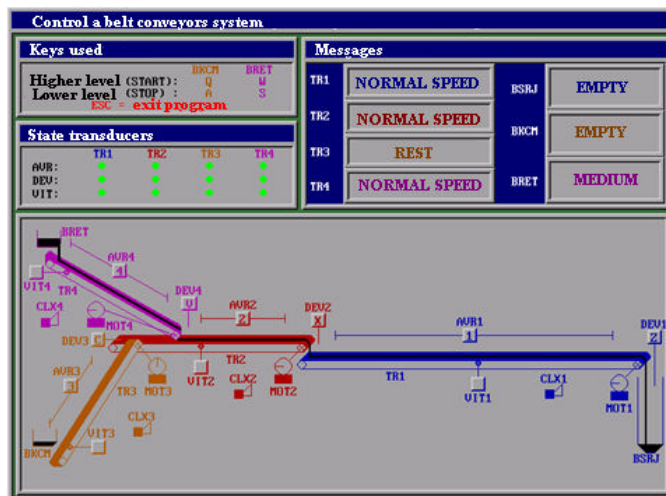 Control a belt conveyors system
Keys used
BKCM BRET
Higher level (START): Q W
Lower level (STOP) : A S
ESC = exit program
State transducers
TR1 TR2 TR3 TR4
AVR:
DEV:
VIT:
Messages
TR1 NORMAL SPEED
TR2 NORMAL SPEED
TR3 REST
TR4 NORMAL SPEED
BSRJ EMPTY
BKCM EMPTY
BRET MEDIUM
BRET
AVR4
4
VIT4
TR4
DEV4
V
CLX4
MOT4
AVR2
2
DEV2
X
AVR1
1
DEV1
Z
DEV3
C
TR2
AVR3
3
TR3
MOT3
VIT2
CLX2
MOT2
TR1
VIT1
CLX1
MOT1
CLX3
VIT3
BKCM
BSRJ